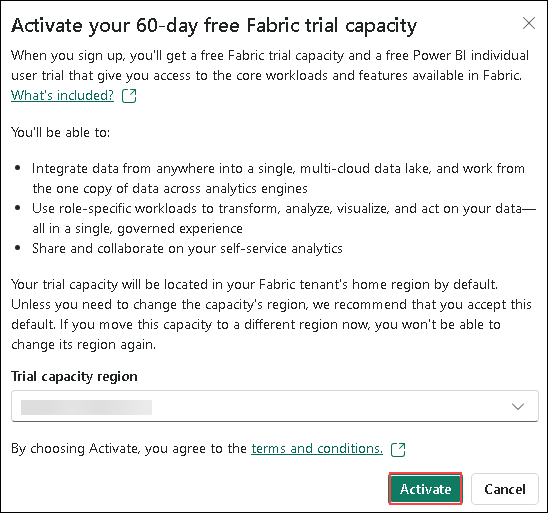 Activate your 60-day free Fabric trial capacity
When you sign up, you'll get a free Fabric trial capacity and a free Power BI individual
user trial that give you access to the core workloads and features available in Fabric.
What's included?
You'll be able to:
• Integrate data from anywhere into a single, multi-cloud data lake, and work from
the one copy of data across analytics engines
• Use role-specific workloads to transform, analyze, visualize, and act on your data—
all in a single, governed experience
• Share and collaborate on your self-service analytics
Your trial capacity will be located in your Fabric tenant's home region by default.
Unless you need to change the capacity's region, we recommend that you accept this
default. If you move this capacity to a different region now, you won't be able to
change its region again.
Trial capacity region
By choosing Activate, you agree to the terms and conditions.
Activate Cancel